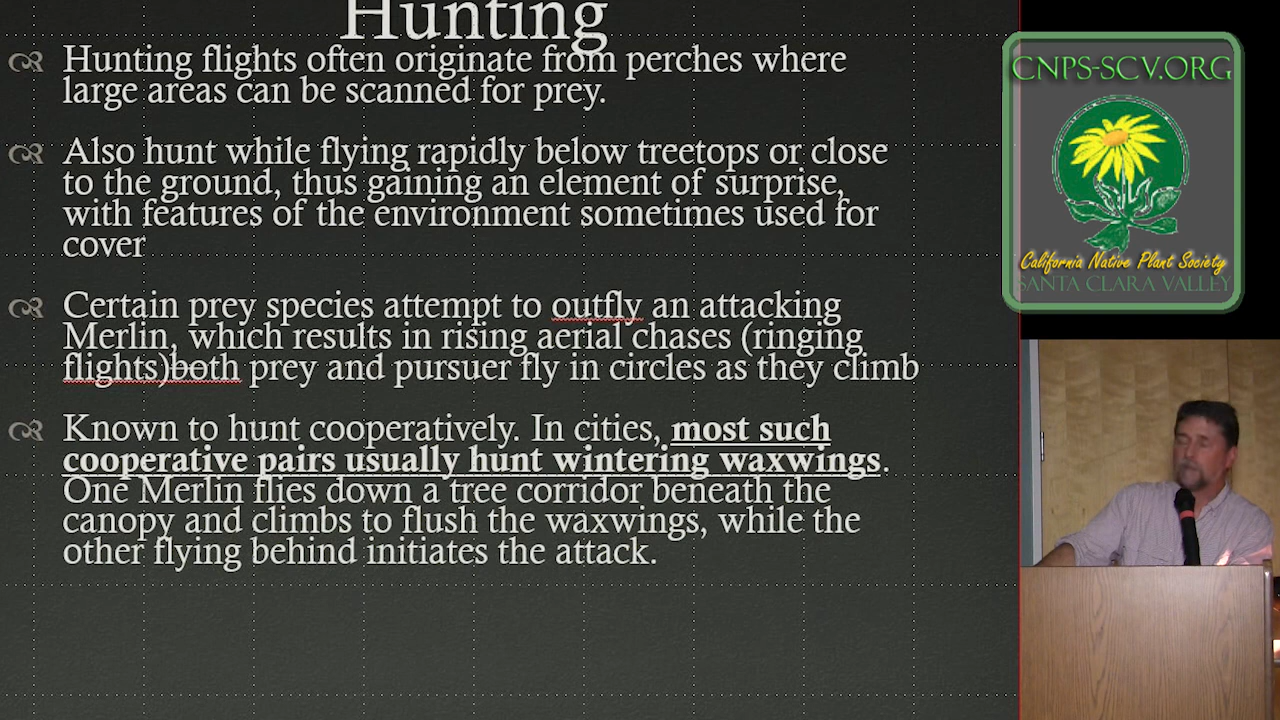 Hunting
Hunting flights often originate from perches where
large areas can be scanned for prey.
Also hunt while flying rapidly below treetops or close
to the ground, thus gaining an element of surprise,
with features of the environment sometimes used for
cover
Certain prey species attempt to outfly an attacking
Merlin, which results in rising aerial chases (ringing
flights)both prey and pursuer fly in circles as they climb
Known to hunt cooperatively. In cities, most such
cooperative pairs usually hunt wintering waxwings.
One Merlin flies down a tree corridor beneath the
canopy and climbs to flush the waxwings, while the
other flying behind initiates the attack.
CNPS-SCV.ORG
California Native Plant Society
SANTA CLARA VALLEY